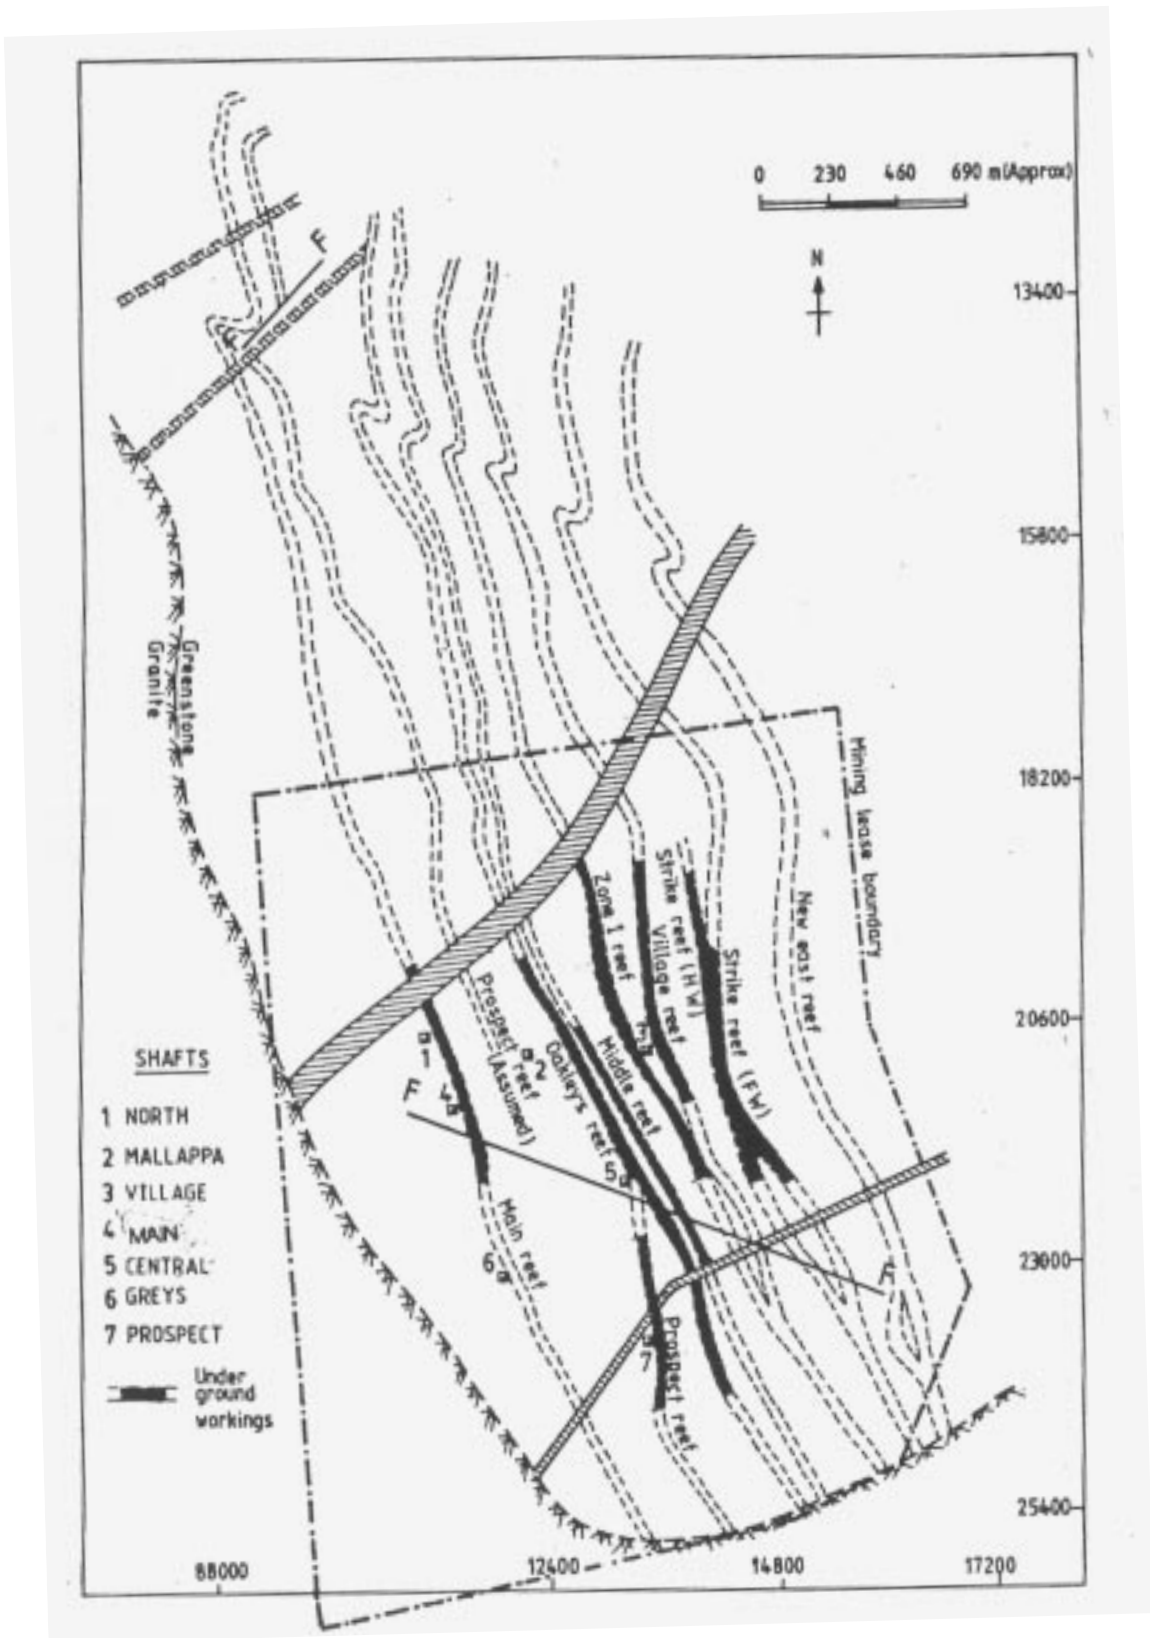 0 230 460 690 m(Approx)
N
F
F
13400
15800
18200
20600
23000
25400
Greenstone
Granite
Mining lease boundary
Zone 1 reef
Strike reef (HW)
Village reef
Strike reef (FW)
New east reef
Prospect reef
(Assumed)
Oakleys reef
Middle reef
Main reef
Prospect reef
1
2
3
4
5
6
7
F
F
SHAFTS
1 NORTH
2 MALLAPPA
3 VILLAGE
4 MAIN
5 CENTRAL
6 GREYS
7 PROSPECT
Under
ground
workings
88000
12400
14800
17200